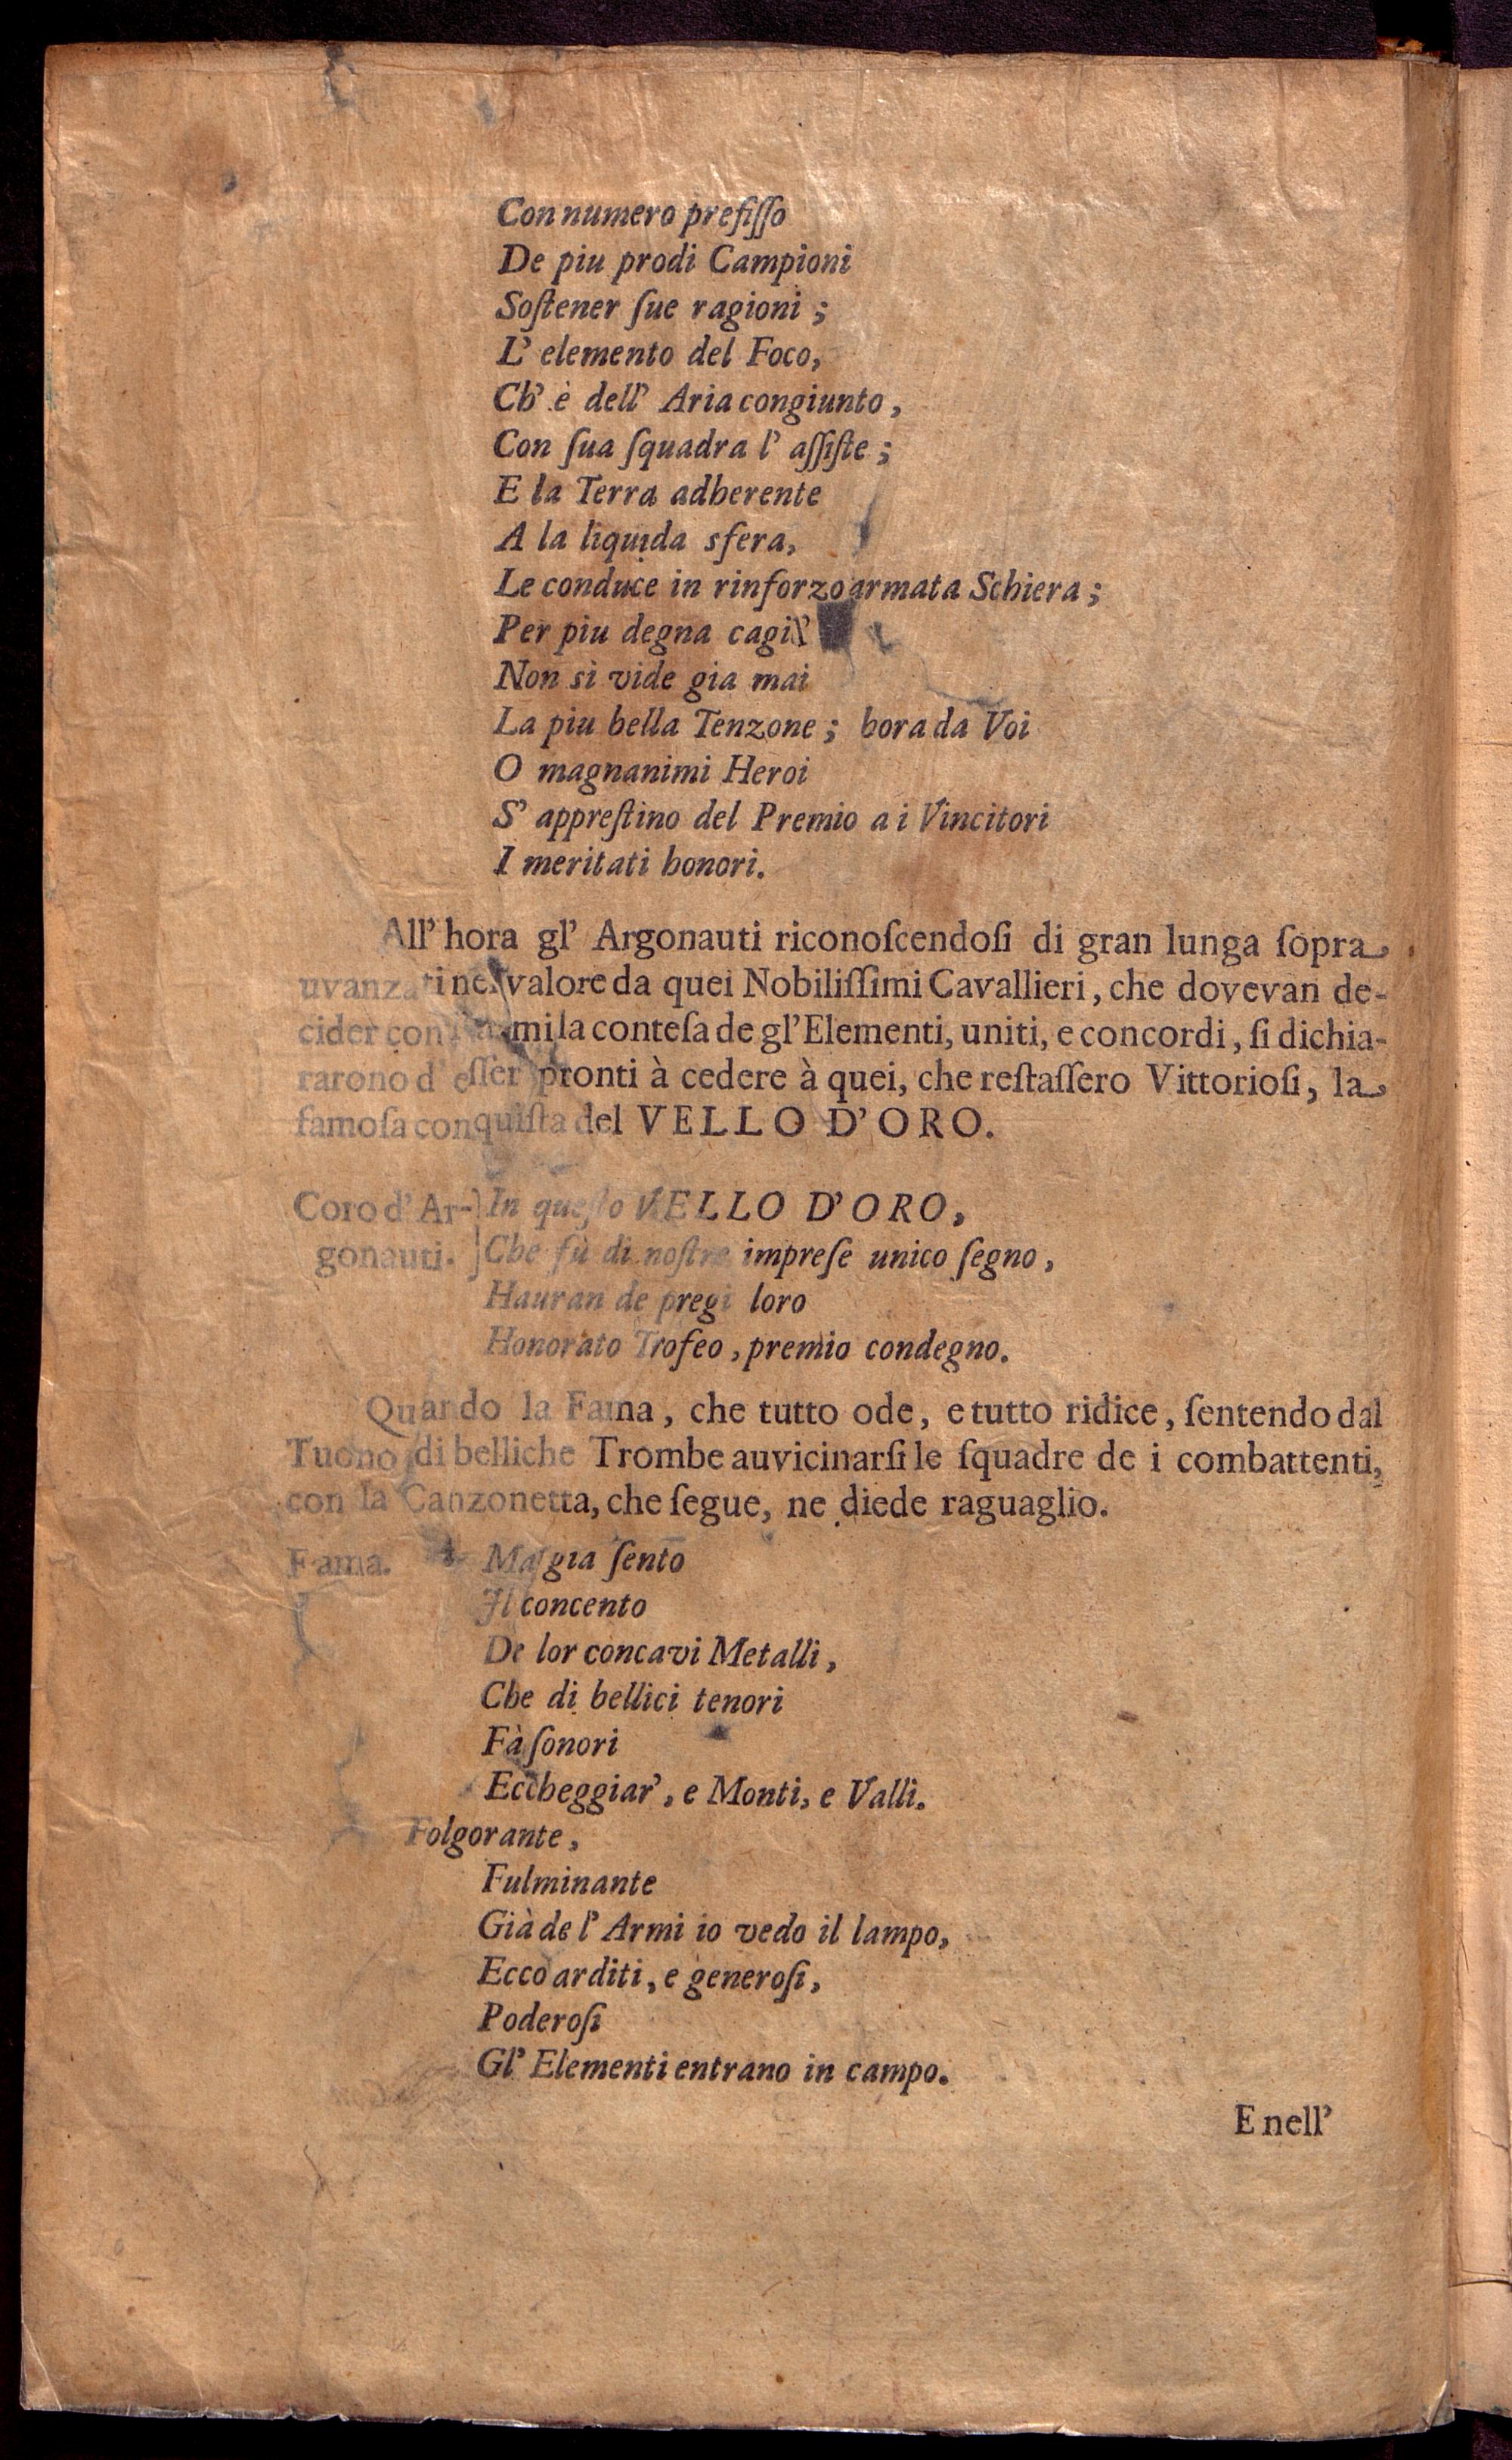 Con numero prefiſſo
De piu prodi Campioni
Soſtener ſue ragioni ;
L' elemento del Foco,
Ch' è dell' Aria congiunto ,
Con ſua ſquadra l' aſſiſte ;
E la Terra adherente
A la liquida sfera,
Le conduce in rinforzo armata Schiera ;
Per piu degna
Non si vide gia mai
La piu bella Tenzone ; hora da Voi
O magnanimi Heroi
S' appreſtino del Premio a i Vincitori
I meritati honori.
All' hora gl' Argonauti riconoſcendoſi di gran lunga ſopra
uvanzati nel valore da quei Nobiliſſimi Cavallieri , che dovevan de-
cider con mi la conteſa de gl' Elementi, uniti, e concordi , ſi dichia-
rarono d' eſſer pronti à cedere à quei, che reſtaſſero Vittorioſi, la
famoſa conquiſta del VELLO D'ORO.
Coro d' Ar-} In queſto VELLO D'ORO,
gonauti. } Che fù di noſtre impreſe unico ſegno ,
Hauran de pregi loro
Honorato Trofeo , premio condegno.
Quando la Fama , che tutto ode, e tutto ridice, ſentendo dal
Tuono di belliche Trombe auvicinarſi le ſquadre de i combattenti,
con la Canzonetta, che ſegue, ne diede raguaglio.
Fama. Ma gia ſento
Il concento
De lor concavi Metalli ,
Che di bellici tenori
Fà ſonori
Eccheggiar' , e Monti, e Valli.
Folgorante ,
Fulminante
Già de l' Armi io vedo il lampo,
Ecco arditi, e generoſi,
Poderoſi
Gl' Elementi entrano in campo.
E nell'